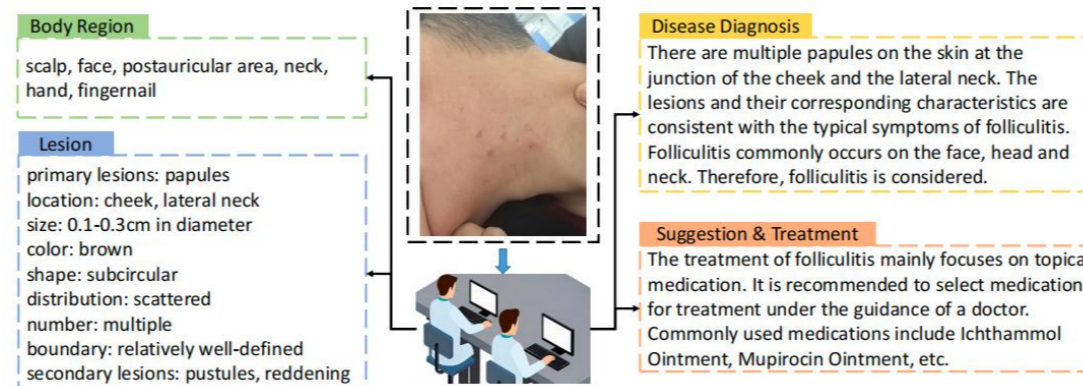 Body Region
scalp, face, postauricular area, neck,
hand, fingernail
Lesion
primary lesions: papules
location: cheek, lateral neck
size: 0.1-0.3cm in diameter
color: brown
shape: subcircular
distribution: scattered
number: multiple
boundary: relatively well-defined
secondary lesions: pustules, reddening
Disease Diagnosis
There are multiple papules on the skin at the
junction of the cheek and the lateral neck. The
lesions and their corresponding characteristics are
consistent with the typical symptoms of folliculitis.
Folliculitis commonly occurs on the face, head and
neck. Therefore, folliculitis is considered.
Suggestion & Treatment
The treatment of folliculitis mainly focuses on topica
medication. It is recommended to select medication
for treatment under the guidance of a doctor.
Commonly used medications include Ichthammol
Ointment, Mupirocin Ointment, etc.